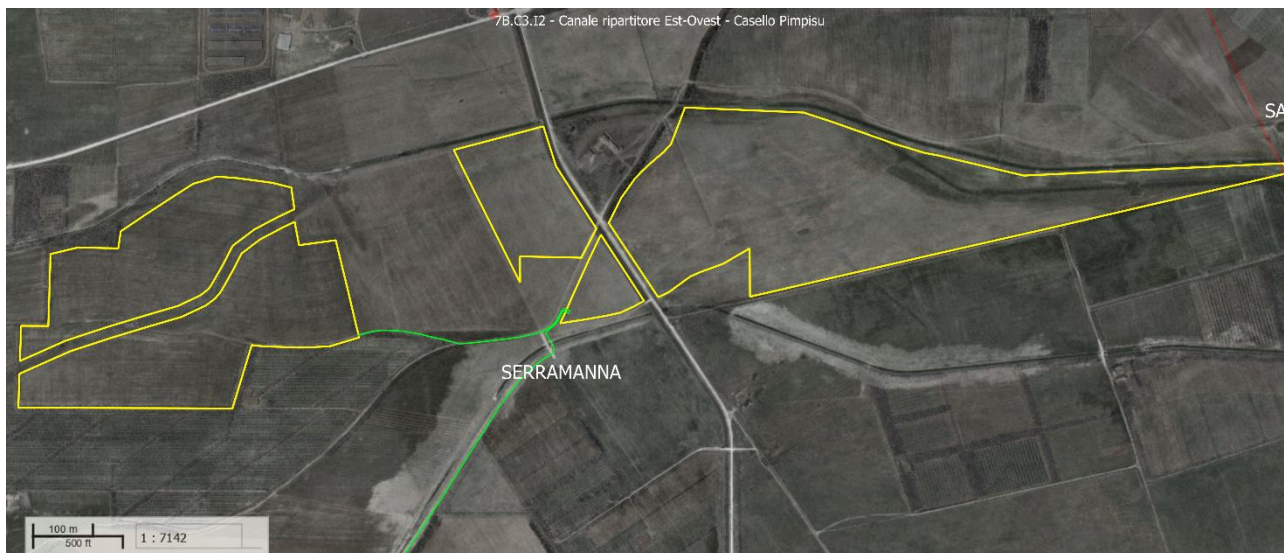 7B.C3.I2 - Canale ripartitore Est-Ovest - Casello Pimpisu
SA
SERRAMANNA
100 m
500 ft
1 : 7142